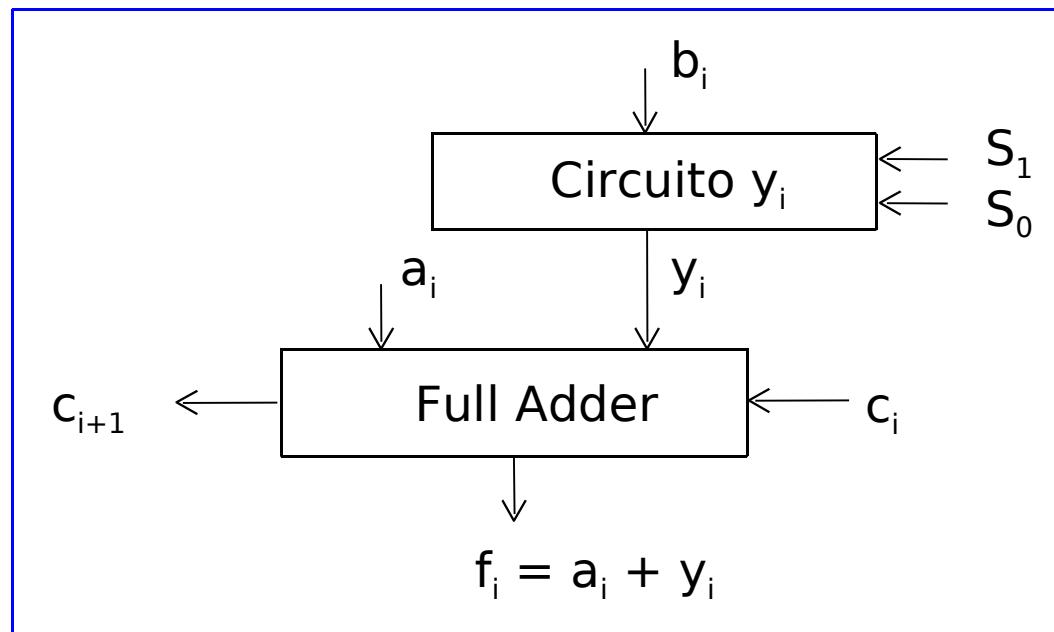 bᵢ
Circuito yᵢ
S₁
S₀
aᵢ
yᵢ
Full Adder
cᵢ₊₁
cᵢ
fᵢ = aᵢ + yᵢ